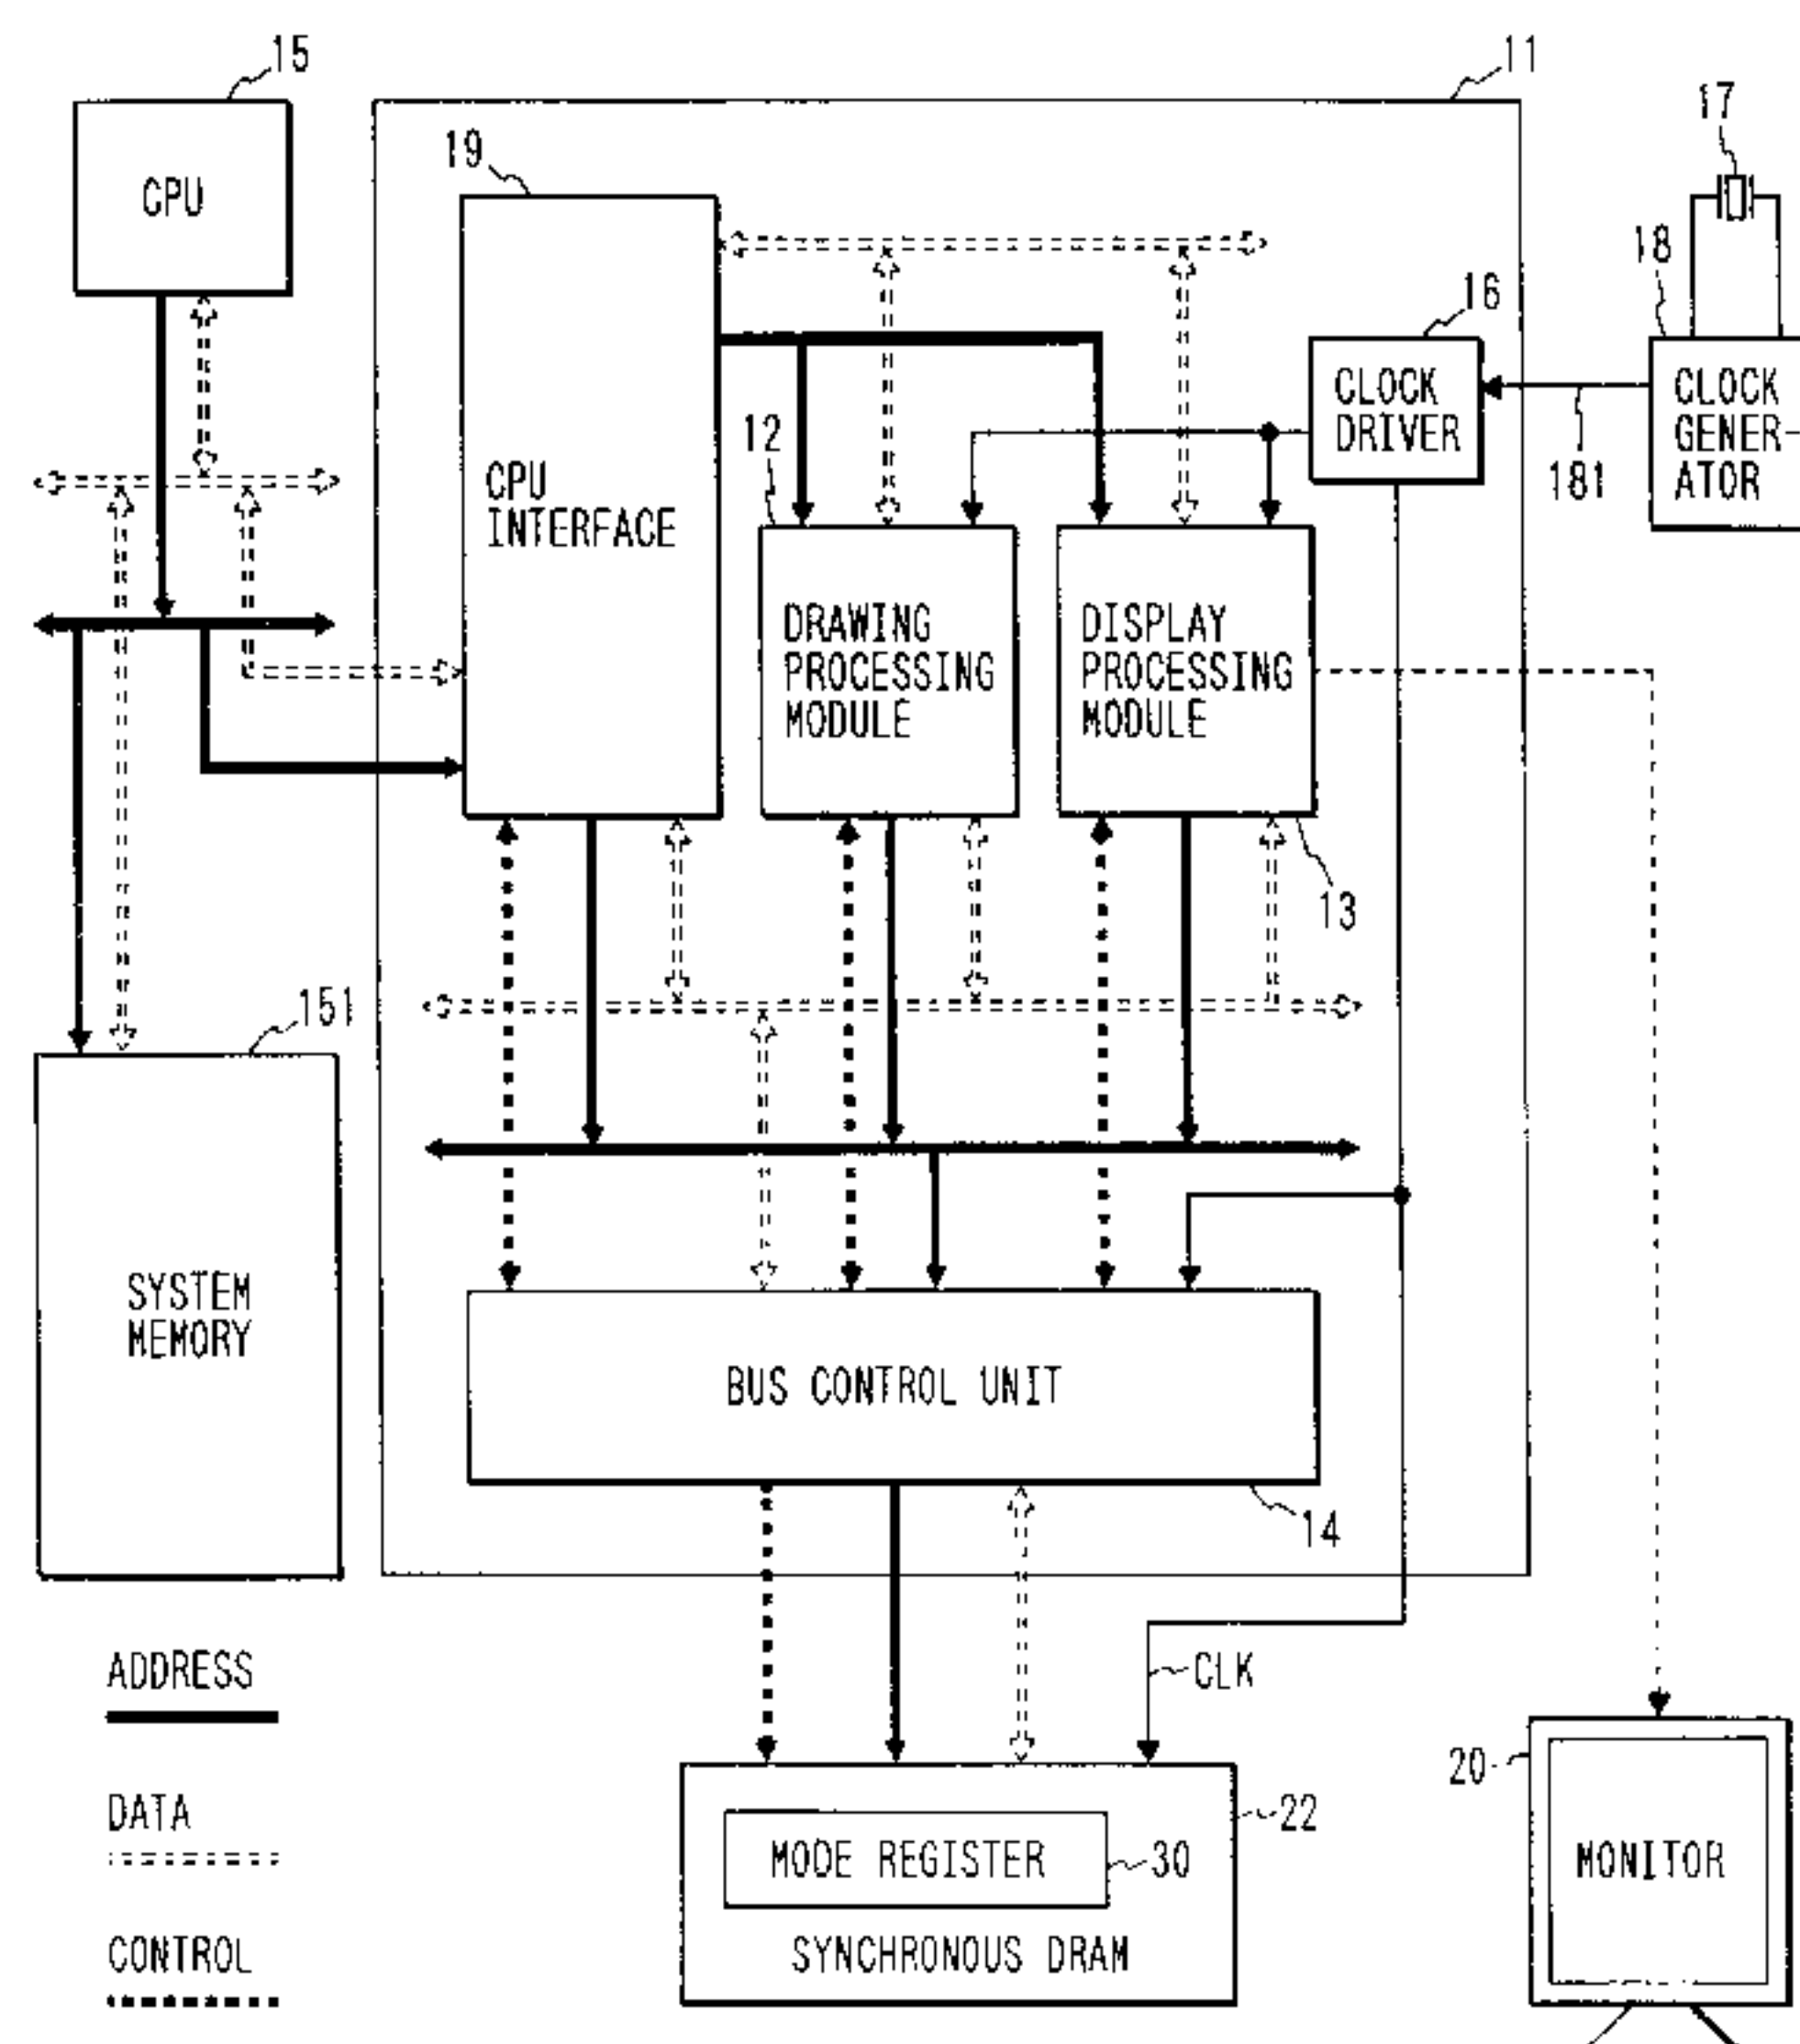 15
11
17
19
CPU
18
16
CLOCK
DRIVER
CLOCK
GENER-
ATOR
181
12
CPU
INTERFACE
DRAWING
PROCESSING
MODULE
DISPLAY
PROCESSING
MODULE
13
151
SYSTEM
MEMORY
BUS CONTROL UNIT
14
ADDRESS
CLK
DATA
20
22
MODE REGISTER
30
MONITOR
SYNCHRONOUS DRAM
CONTROL